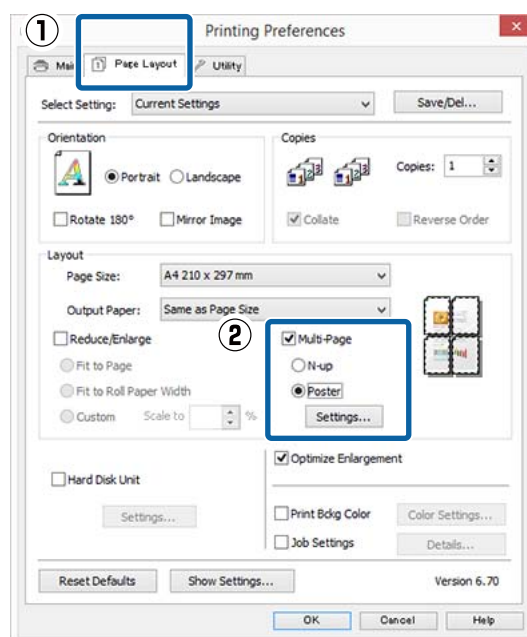 ① Printing Preferences
Main Page Layout Utility
Select Setting: Current Settings Save/Del...
Orientation Copies
Portrait Landscape Copies: 1
Rotate 180° Mirror Image Collate Reverse Order
Layout
Page Size: A4 210 x 297 mm
Output Paper: Same as Page Size
Reduce/Enlarge ② Multi-Page
Fit to Page N-up
Fit to Roll Paper Width Poster
Custom Scale to % Settings...
Optimize Enlargement
Hard Disk Unit
Settings... Print Bckg Color Color Settings...
Job Settings Details...
Reset Defaults Show Settings... Version 6.70
OK Cancel Help